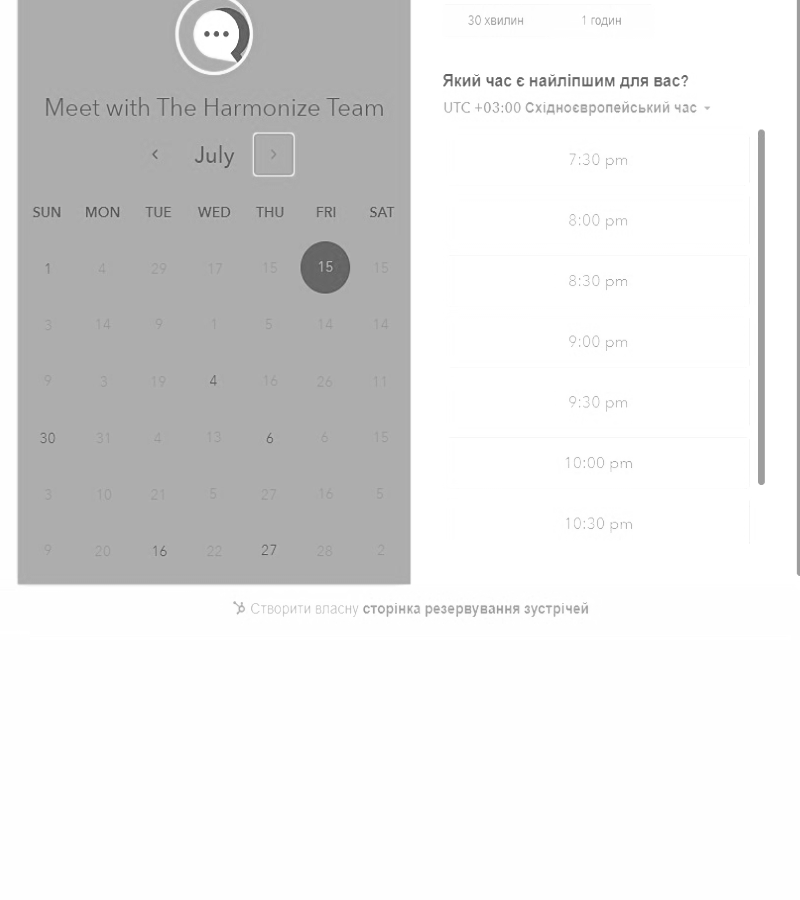 Meet with The Harmonize Team
July
SUN MON TUE WED THU FRI SAT
1 4 29 17 15 15 15
3 14 9 1 5 14 14
9 3 19 4 16 26 11
30 31 4 13 6 6 15
3 10 21 5 27 16 5
9 20 16 22 27 28 2
30 хвилин 1 годин
Який час є найліпшим для вас?
UTC +03:00 Східноєвропейський час
7:30 pm
8:00 pm
8:30 pm
9:00 pm
9:30 pm
10:00 pm
10:30 pm
Створити власну сторінка резервування зустрічей